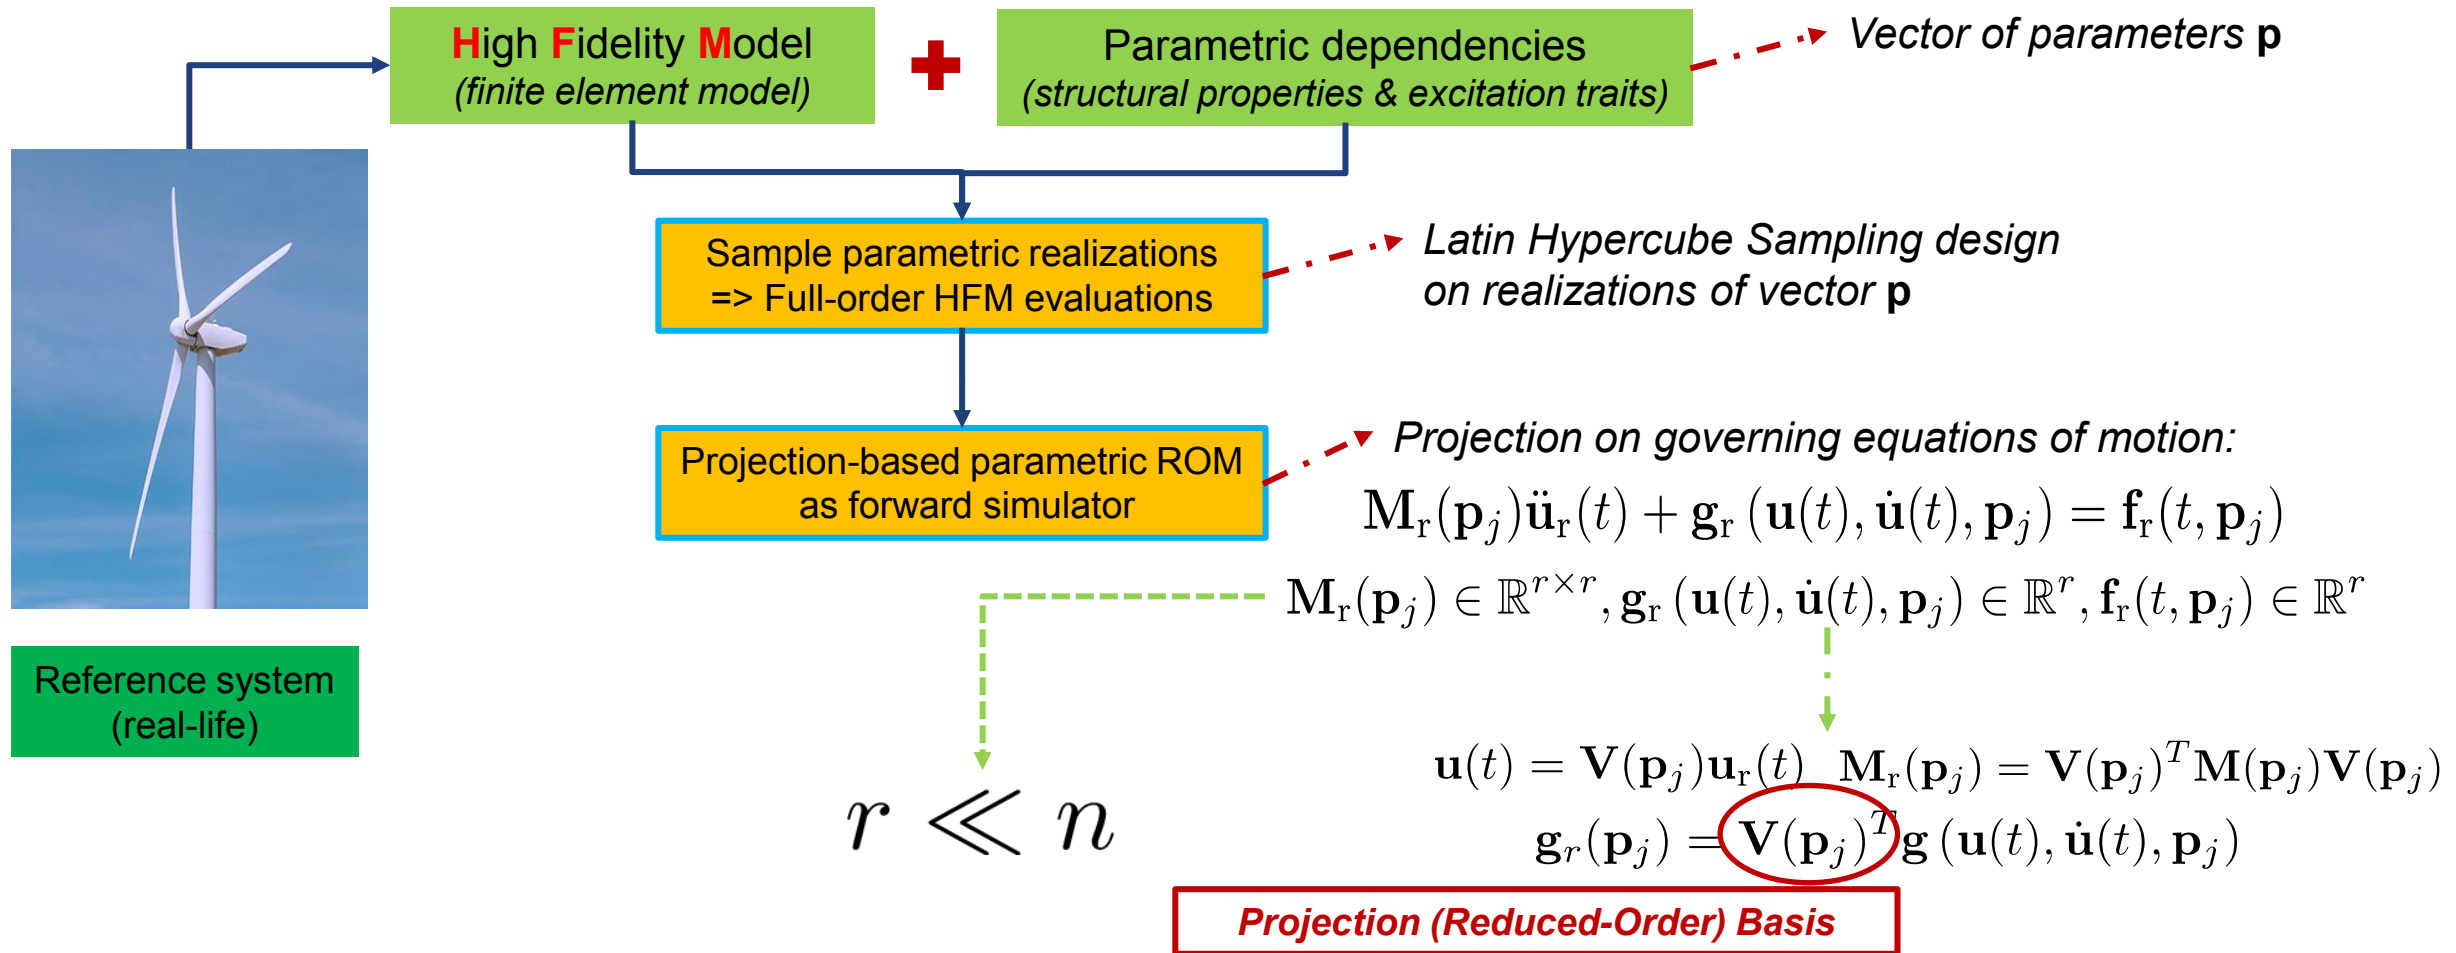 High Fidelity Model
(finite element model)
Parametric dependencies
(structural properties & excitation traits)
Vector of parameters p
Sample parametric realizations
=> Full-order HFM evaluations
Latin Hypercube Sampling design
on realizations of vector p
Projection-based parametric ROM
as forward simulator
Projection on governing equations of motion:
M_r(p_j)ü_r(t) + g_r (u(t), u̇(t), p_j) = f_r(t, p_j)
M_r(p_j) ∈ ℝ^{r×r}, g_r (u(t), u̇(t), p_j) ∈ ℝ^r, f_r(t, p_j) ∈ ℝ^r
Reference system
(real-life)
r ≪ n
u(t) = V(p_j)u_r(t) M_r(p_j) = V(p_j)^T M(p_j)V(p_j)
g_r(p_j) = V(p_j)^T g (u(t), u̇(t), p_j)
Projection (Reduced-Order) Basis